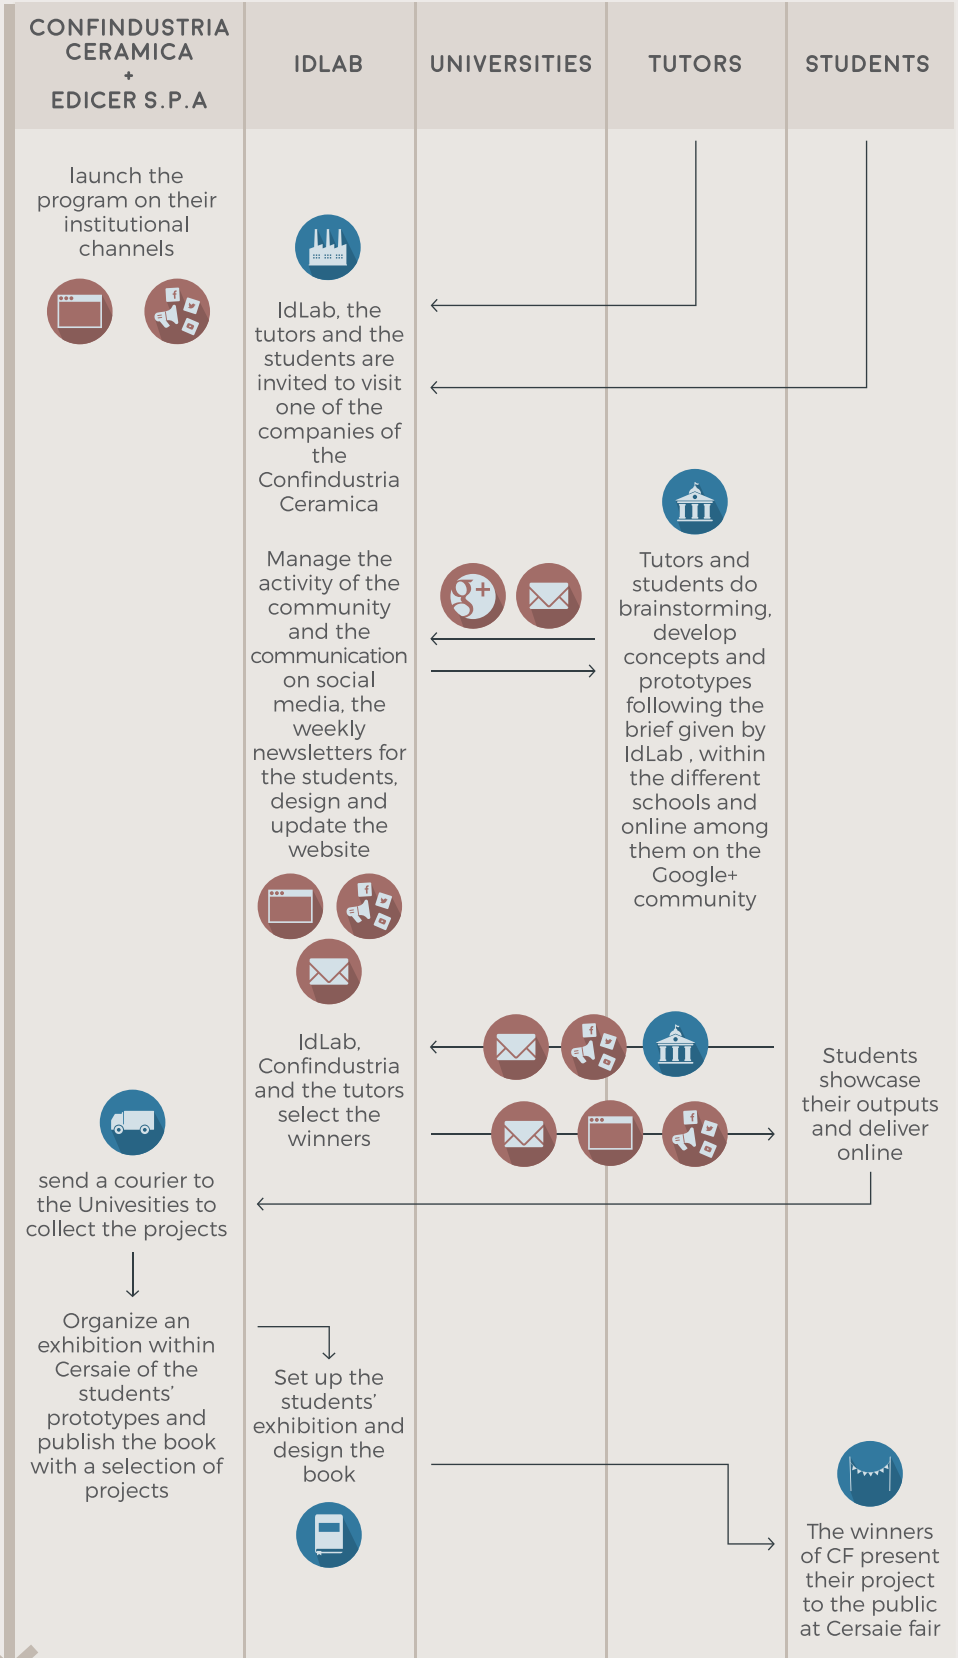 CONFINDUSTRIA
CERAMICA
+
EDICER S.P.A
IDLAB
UNIVERSITIES
TUTORS
STUDENTS
launch the
program on their
institutional
channels
IdLab, the
tutors and the
students are
invited to visit
one of the
companies of
the
Confindustria
Ceramica
Manage the
activity of the
community
and the
communication
on social
media, the
weekly
newsletters for
the students,
design and
update the
website
g+
Tutors and
students do
brainstorming,
develop
concepts and
prototypes
following the
brief given by
IdLab , within
the different
schools and
online among
them on the
Google+
community
IdLab,
Confindustria
and the tutors
select the
winners
Students
showcase
their outputs
and deliver
online
send a courier to
the Univesities to
collect the projects
Organize an
exhibition within
Cersaie of the
students'
prototypes and
publish the book
with a selection of
projects
Set up the
students'
exhibition and
design the
book
The winners
of CF present
their project
to the public
at Cersaie fair